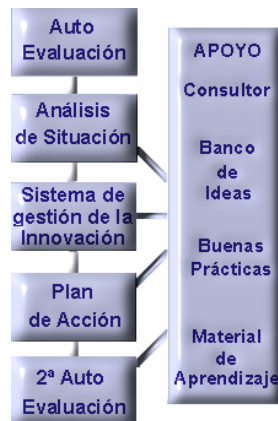 Auto
Evaluación
Análisis
de Situación
Sistema de
gestión de la
Innovación
Plan
de Acción
2ª Auto
Evaluación
APOYO
Consultor
Banco
de
Ideas
Buenas
Prácticas
Material
de
Aprendizaje